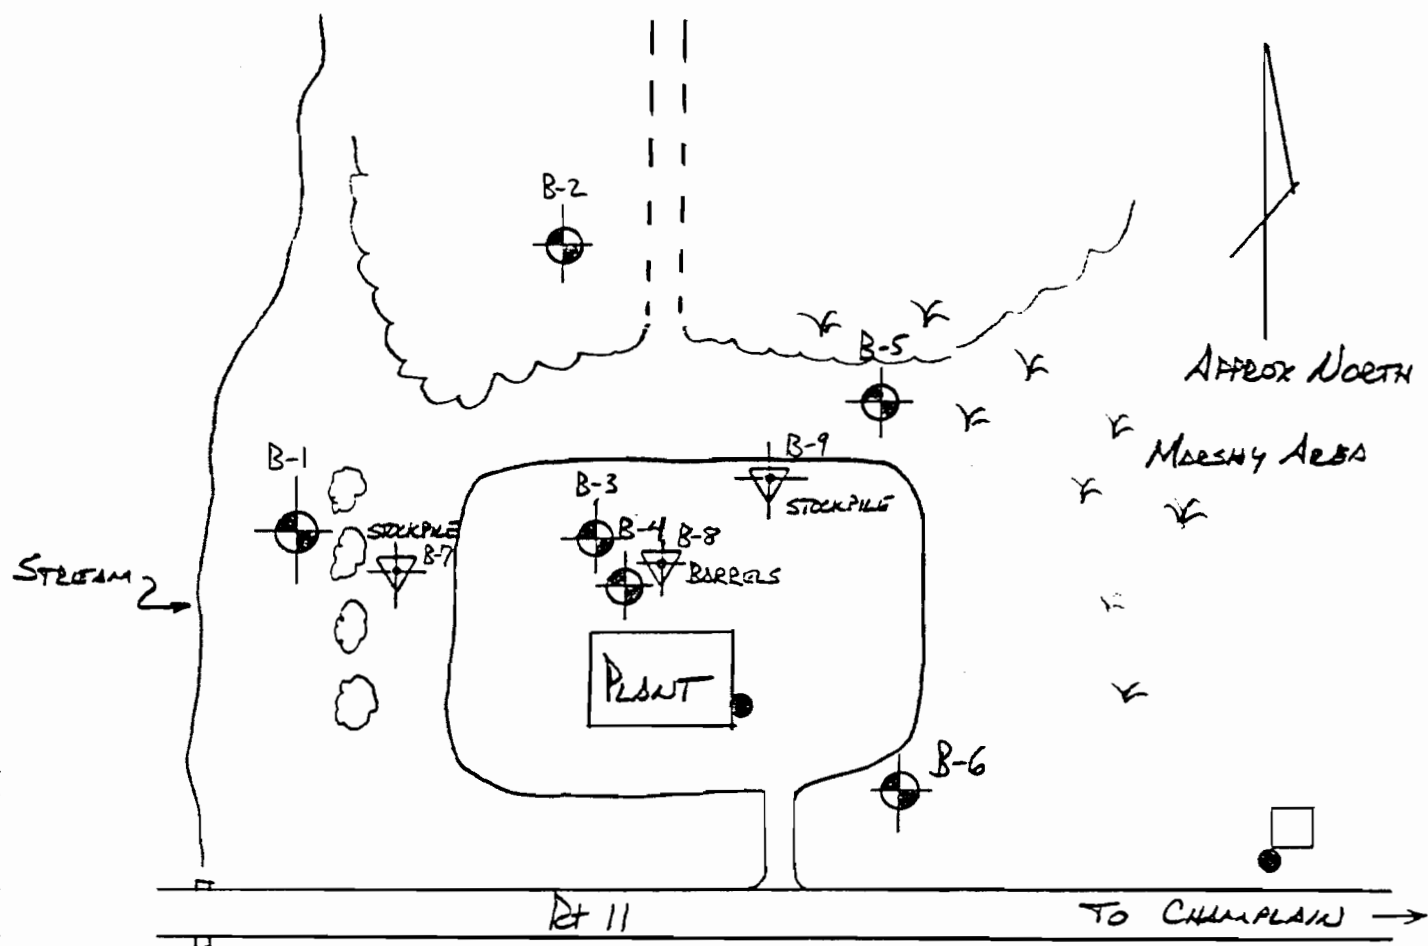 B-2
B-5
APPROX NORTH
B-9
MARSHY AREA
B-1
B-3
STOCKPILE
STOCKPILE
B-4
B-8
B-7
STREAM
BARRELS
PLANT
B-6
Rt 11
TO CHAMPLAIN →